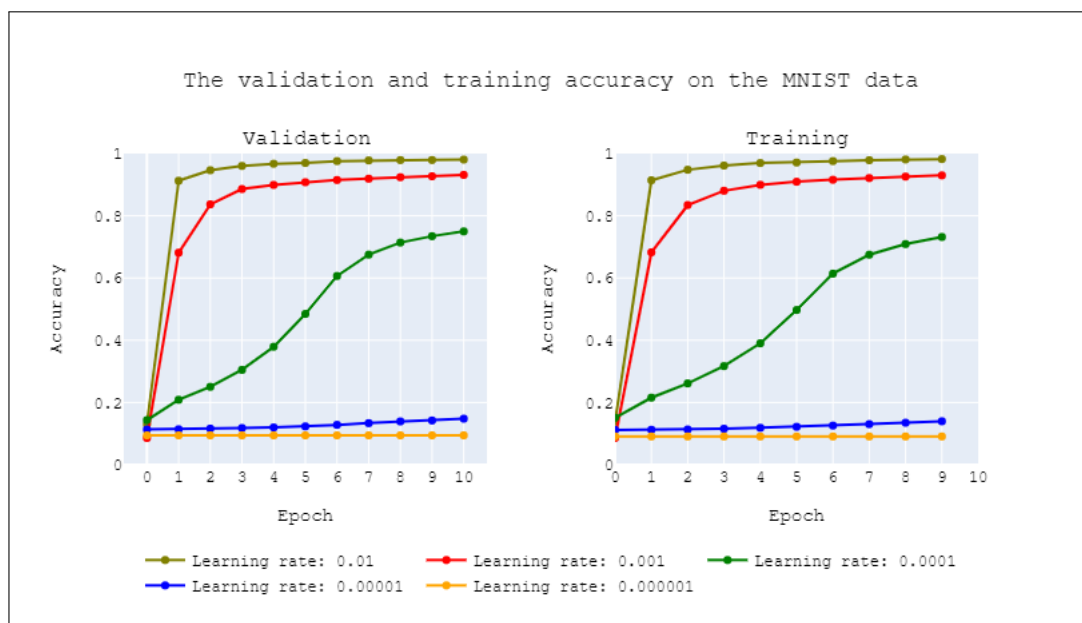 The validation and training accuracy on the MNIST data
Validation
Training
1
0.8
0.6
0.4
0.2
0
Accuracy
0 1 2 3 4 5 6 7 8 9 10
Epoch
1
0.8
0.6
0.4
0.2
0
Accuracy
0 1 2 3 4 5 6 7 8 9 10
Epoch
Learning rate: 0.01
Learning rate: 0.001
Learning rate: 0.0001
Learning rate: 0.00001
Learning rate: 0.000001